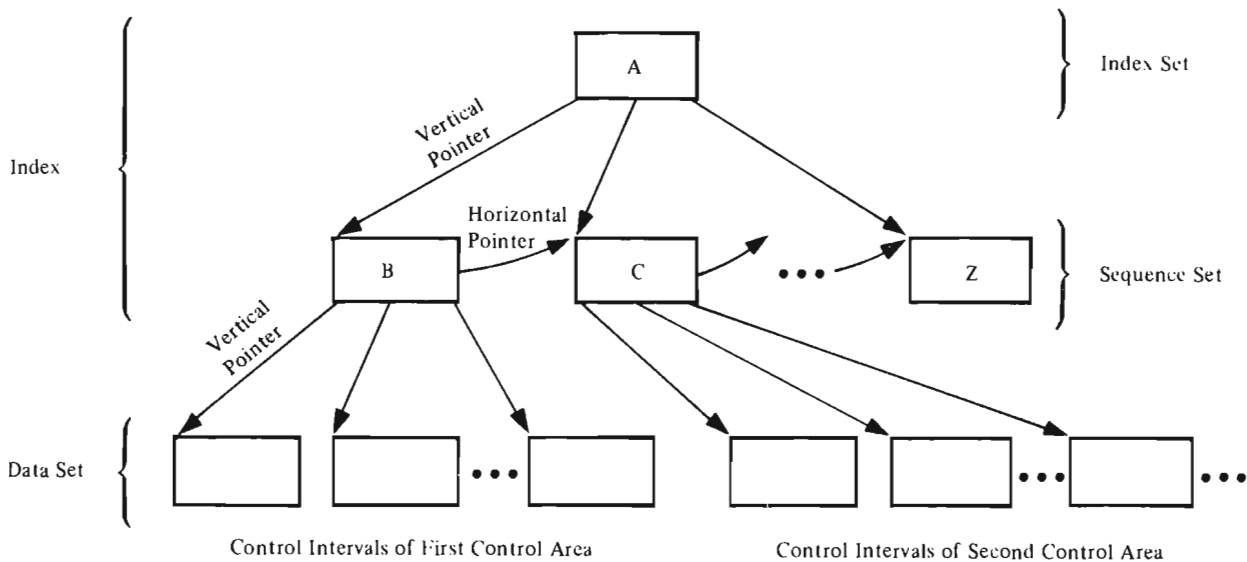 A
Index Set
Vertical
Pointer
Index
Horizontal
Pointer
B
C
Z
Sequence Set
Vertical
Pointer
Data Set
Control Intervals of First Control Area
Control Intervals of Second Control Area